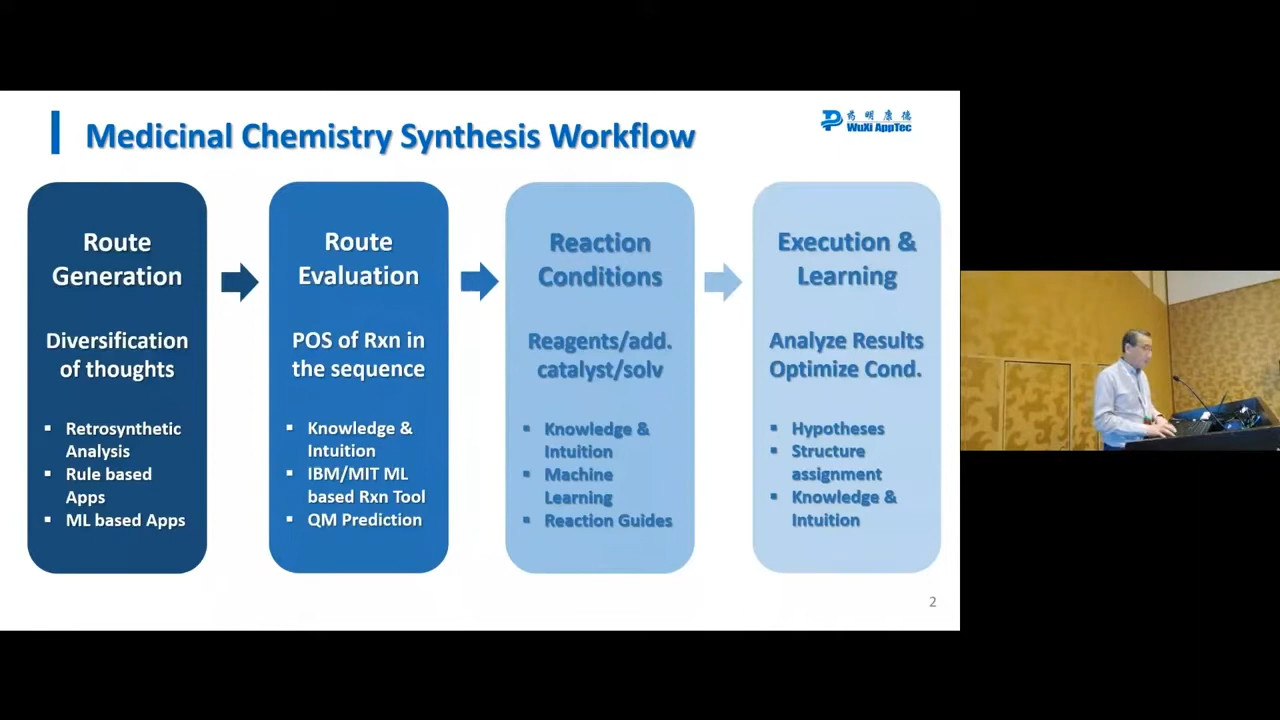 Medicinal Chemistry Synthesis Workflow
药明康德
WuXi AppTec
Route
Generation
Diversification
of thoughts
▪ Retrosynthetic
Analysis
▪ Rule based
Apps
▪ ML based Apps
Route
Evaluation
POS of Rxn in
the sequence
▪ Knowledge &
Intuition
▪ IBM/MIT ML
based Rxn Tool
▪ QM Prediction
Reaction
Conditions
Reagents/add.
catalyst/solv
▪ Knowledge &
Intuition
▪ Machine
Learning
▪ Reaction Guides
Execution &
Learning
Analyze Results
Optimize Cond.
▪ Hypotheses
▪ Structure
assignment
▪ Knowledge &
Intuition
2